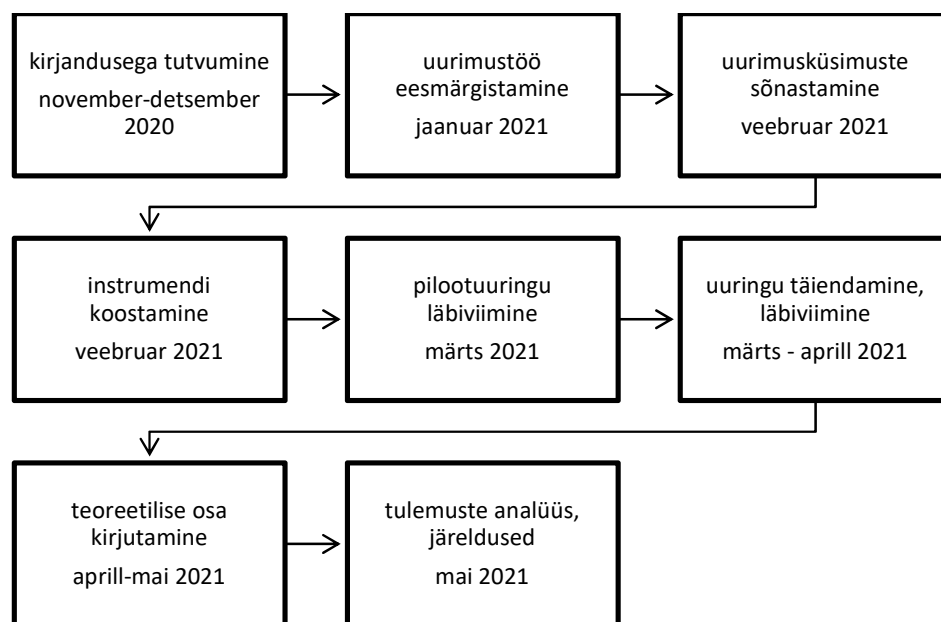 kirjandusega tutvumine
november-detsember
2020
uurimustöö
eesmärgistamine
jaanuar 2021
uurimusküsimuste
sõnastamine
veebruar 2021
instrumendi
koostamine
veebruar 2021
pilootuuringu
läbiviimine
märts 2021
uuringu täiendamine,
läbiviimine
märts - aprill 2021
teoreetilise osa
kirjutamine
aprill-mai 2021
tulemuste analüüs,
järeldused
mai 2021